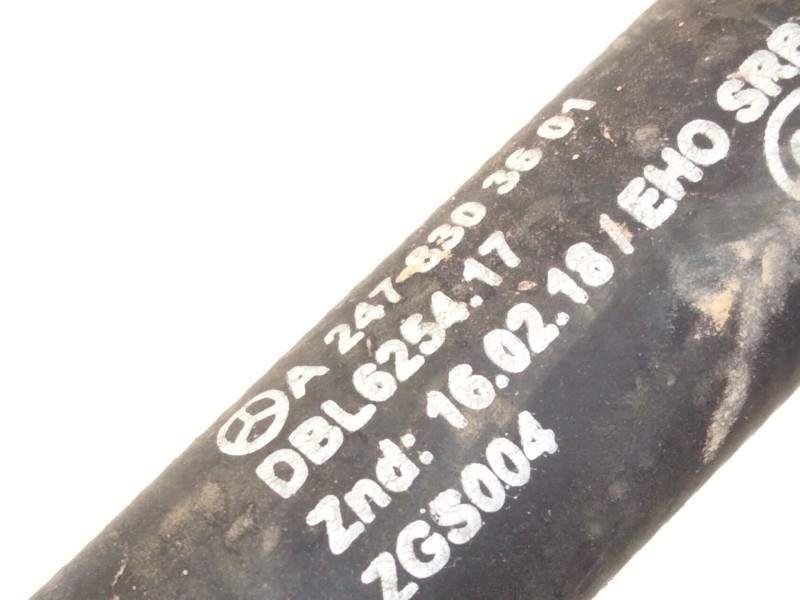 A 247 830 36 01
DBL6254.17
Znd: 16.02.18 / EHO SRB
ZGS004